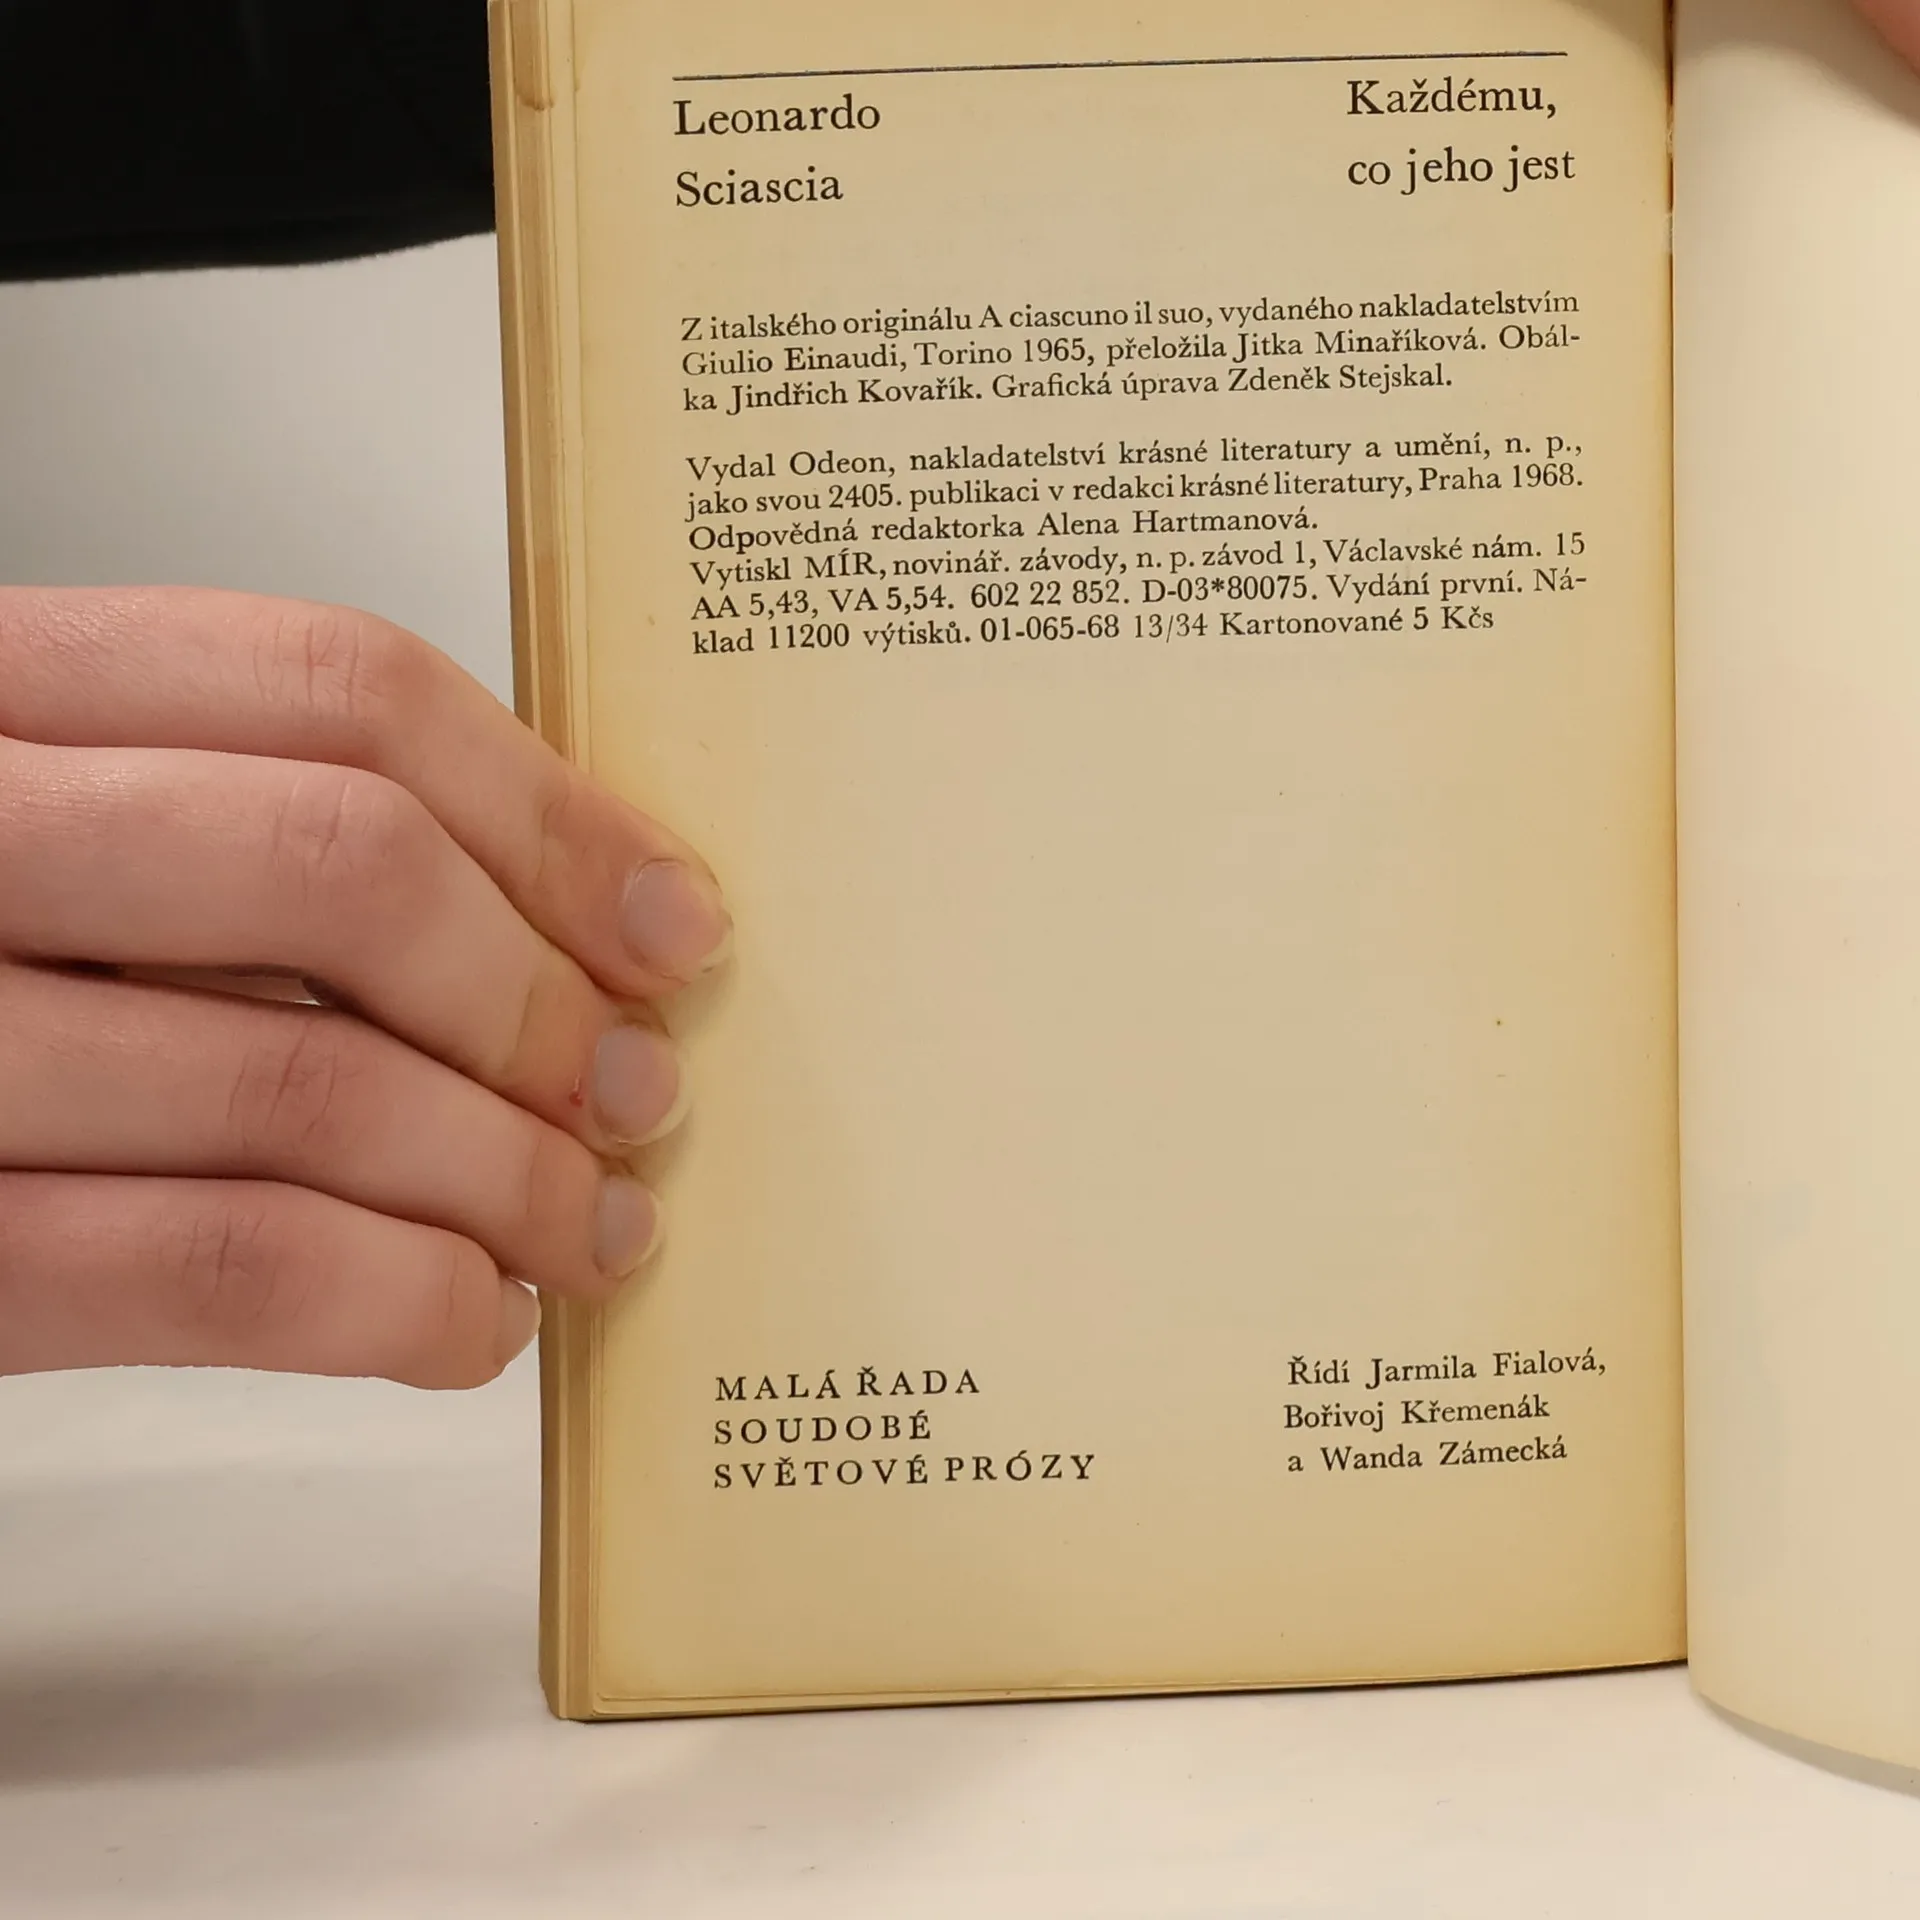 Leonardo
Sciascia
Každému,
co jeho jest
Z italského originálu A ciascuno il suo, vydaného nakladatelstvím
Giulio Einaudi, Torino 1965, přeložila Jitka Minaříková. Obál-
ka Jindřich Kovařík. Grafická úprava Zdeněk Stejskal.
Vydal Odeon, nakladatelství krásné literatury a umění, n. p.,
jako svou 2405. publikaci v redakci krásné literatury, Praha 1968.
Odpovědná redaktorka Alena Hartmanová.
Vytiskl MÍR, novinář. závody, n. p. závod 1, Václavské nám. 15
AA 5,43, VA 5,54. 602 22 852. D-03*80075. Vydání první. Ná-
klad 11200 výtisků. 01-065-68 13/34 Kartonované 5 Kčs
MALÁ ŘADA
SOUDOBÉ
SVĚTOVÉ PRÓZY
Řídí Jarmila Fialová,
Bořivoj Křemenák
a Wanda Zámecká